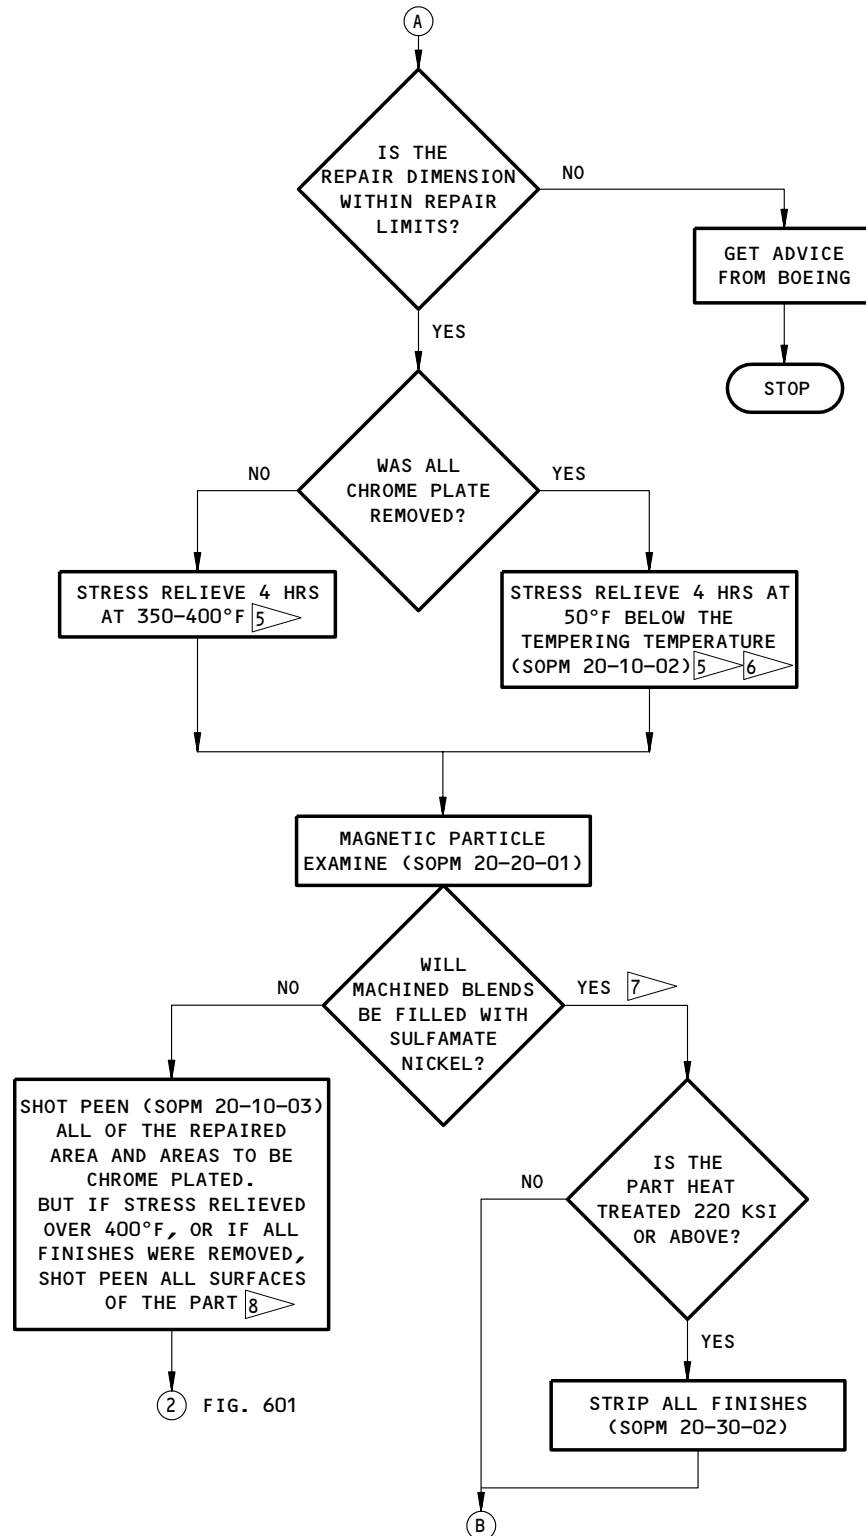 A
IS THE
REPAIR DIMENSION
WITHIN REPAIR
LIMITS?
NO
GET ADVICE
FROM BOEING
STOP
YES
WAS ALL
CHROME PLATE
REMOVED?
NO
YES
STRESS RELIEVE 4 HRS
AT 350-400°F 5
STRESS RELIEVE 4 HRS AT
50°F BELOW THE
TEMPERING TEMPERATURE
(SOPM 20-10-02) 5 6
MAGNETIC PARTICLE
EXAMINE (SOPM 20-20-01)
WILL
MACHINED BLENDS
BE FILLED WITH
SULFAMATE
NICKEL?
NO
YES 7
SHOT PEEN (SOPM 20-10-03)
ALL OF THE REPAIRED
AREA AND AREAS TO BE
CHROME PLATED.
BUT IF STRESS RELIEVED
OVER 400°F, OR IF ALL
FINISHES WERE REMOVED,
SHOT PEEN ALL SURFACES
OF THE PART 8
2 FIG. 601
IS THE
PART HEAT
TREATED 220 KSI
OR ABOVE?
NO
YES
STRIP ALL FINISHES
(SOPM 20-30-02)
B